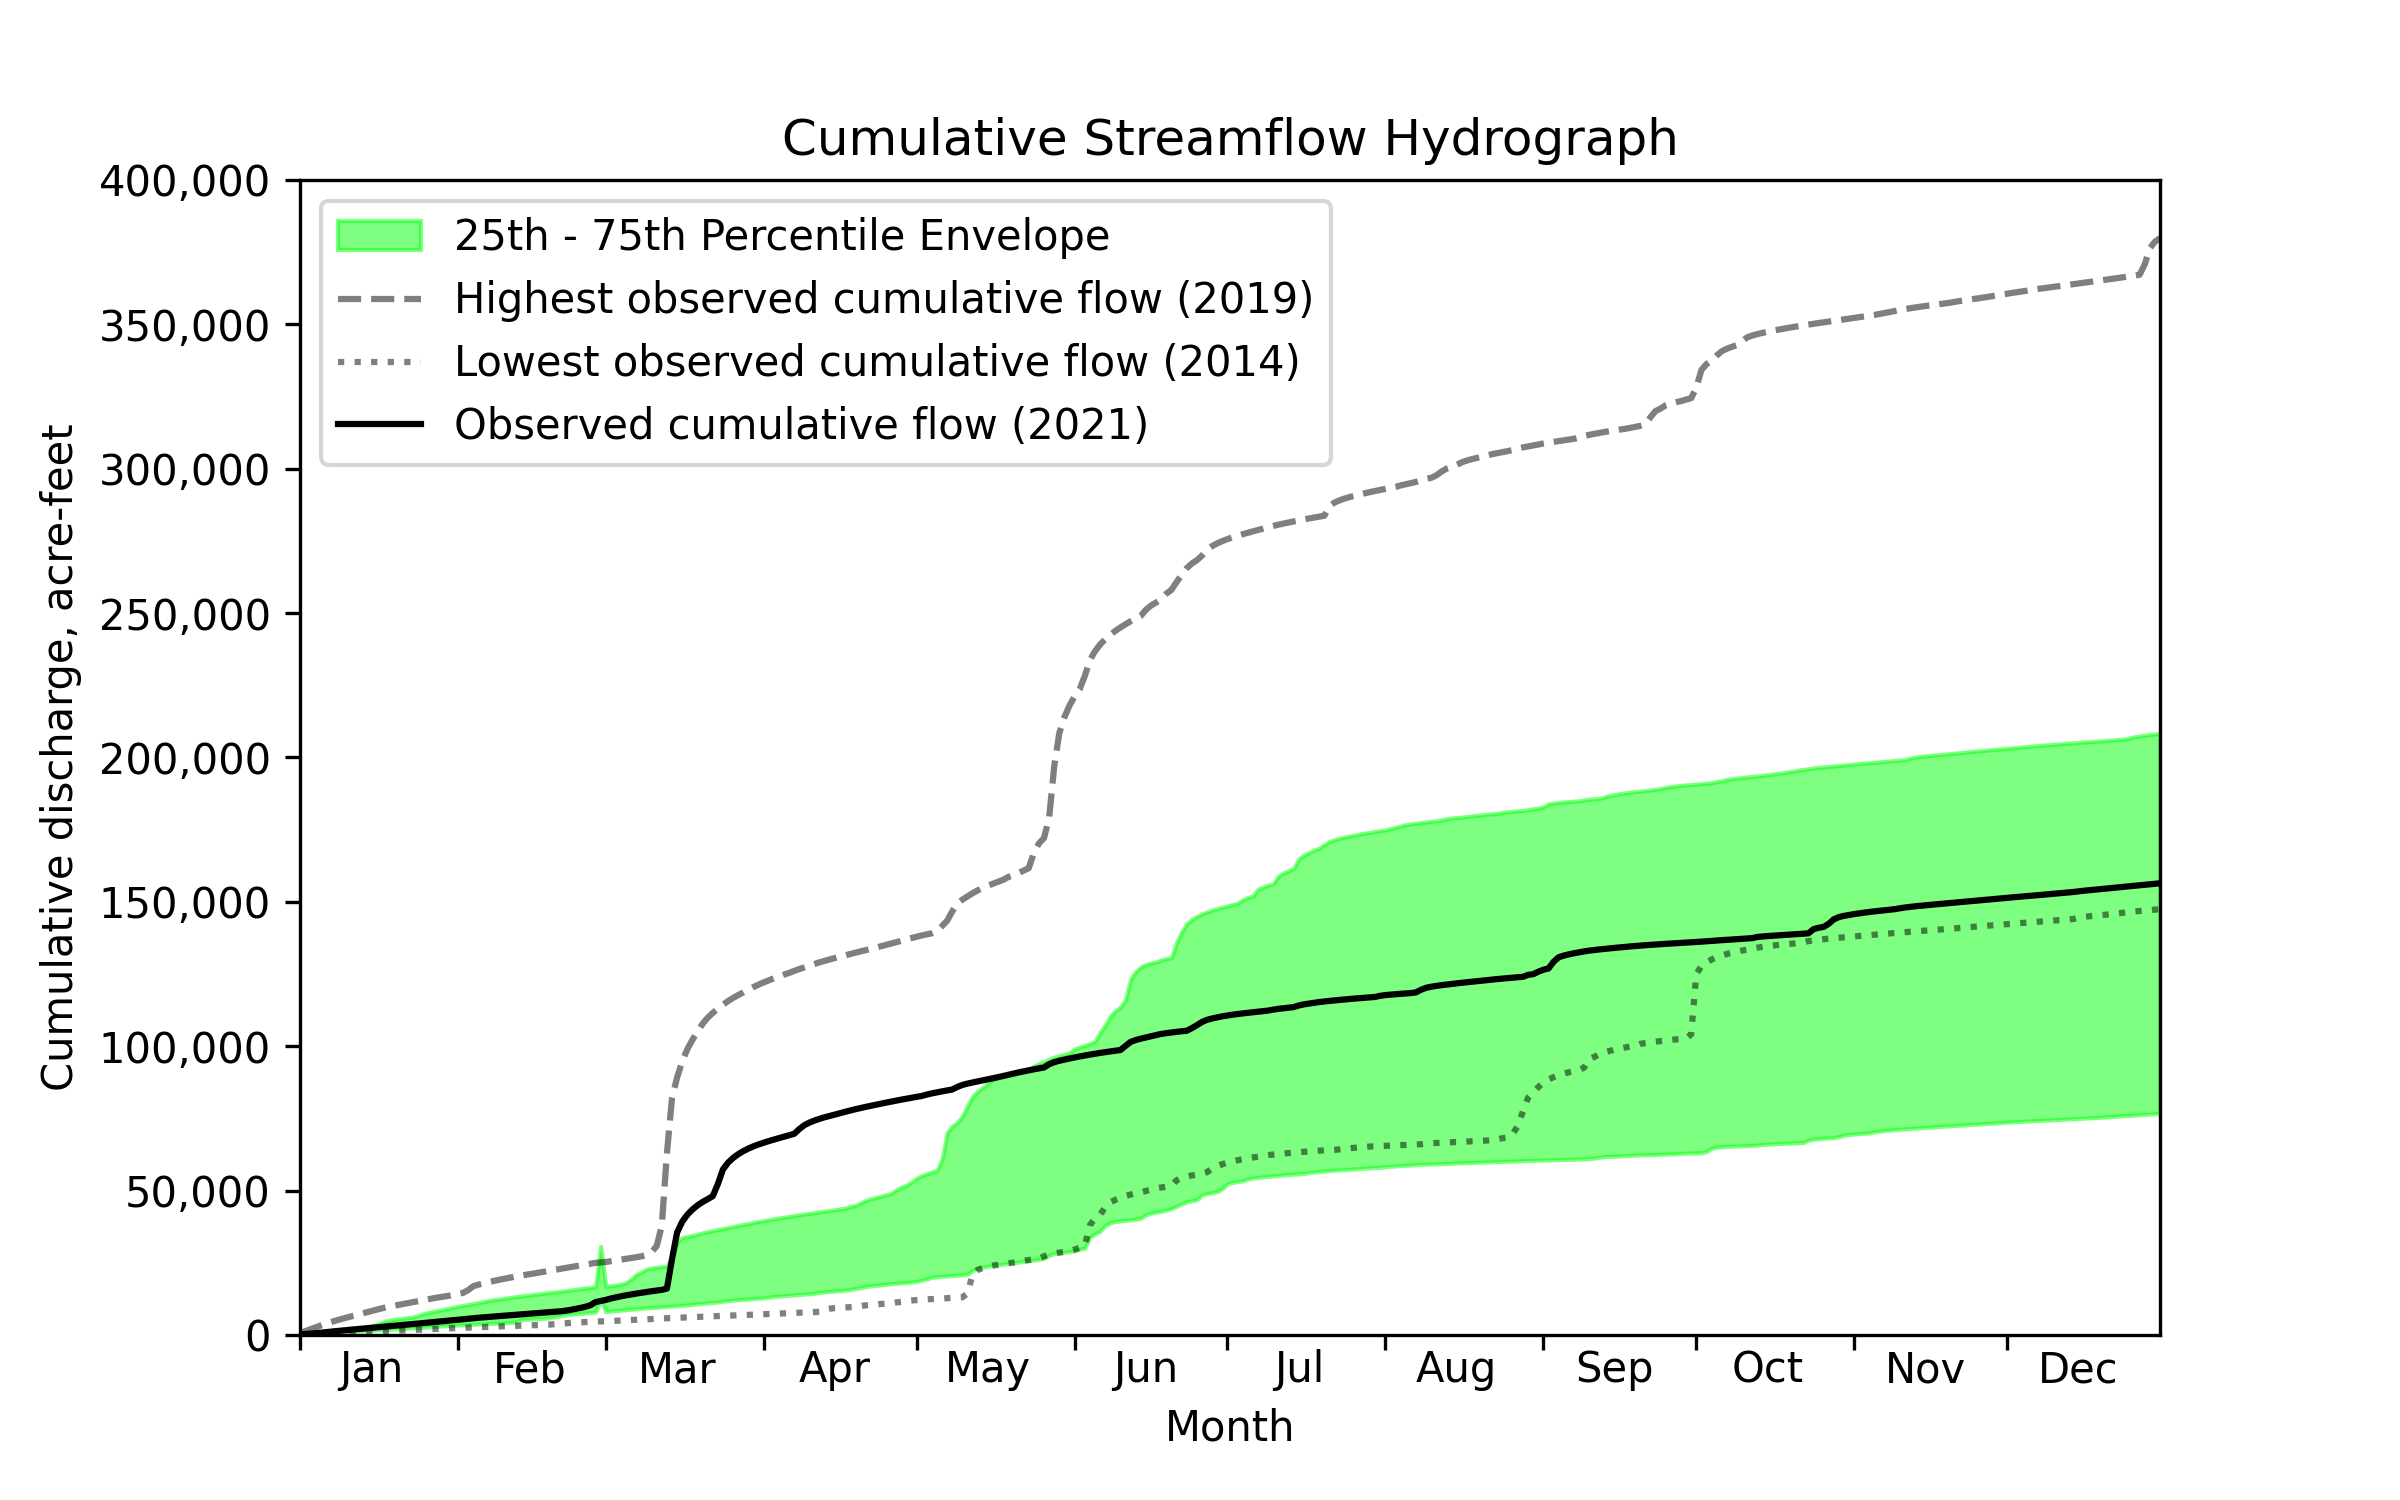 Cumulative Streamflow Hydrograph
400,000
350,000
300,000
250,000
200,000
150,000
100,000
50,000
0
Cumulative discharge, acre-feet
25th - 75th Percentile Envelope
Highest observed cumulative flow (2019)
Lowest observed cumulative flow (2014)
Observed cumulative flow (2021)
Jan Feb Mar Apr May Jun Jul Aug Sep Oct Nov Dec
Month